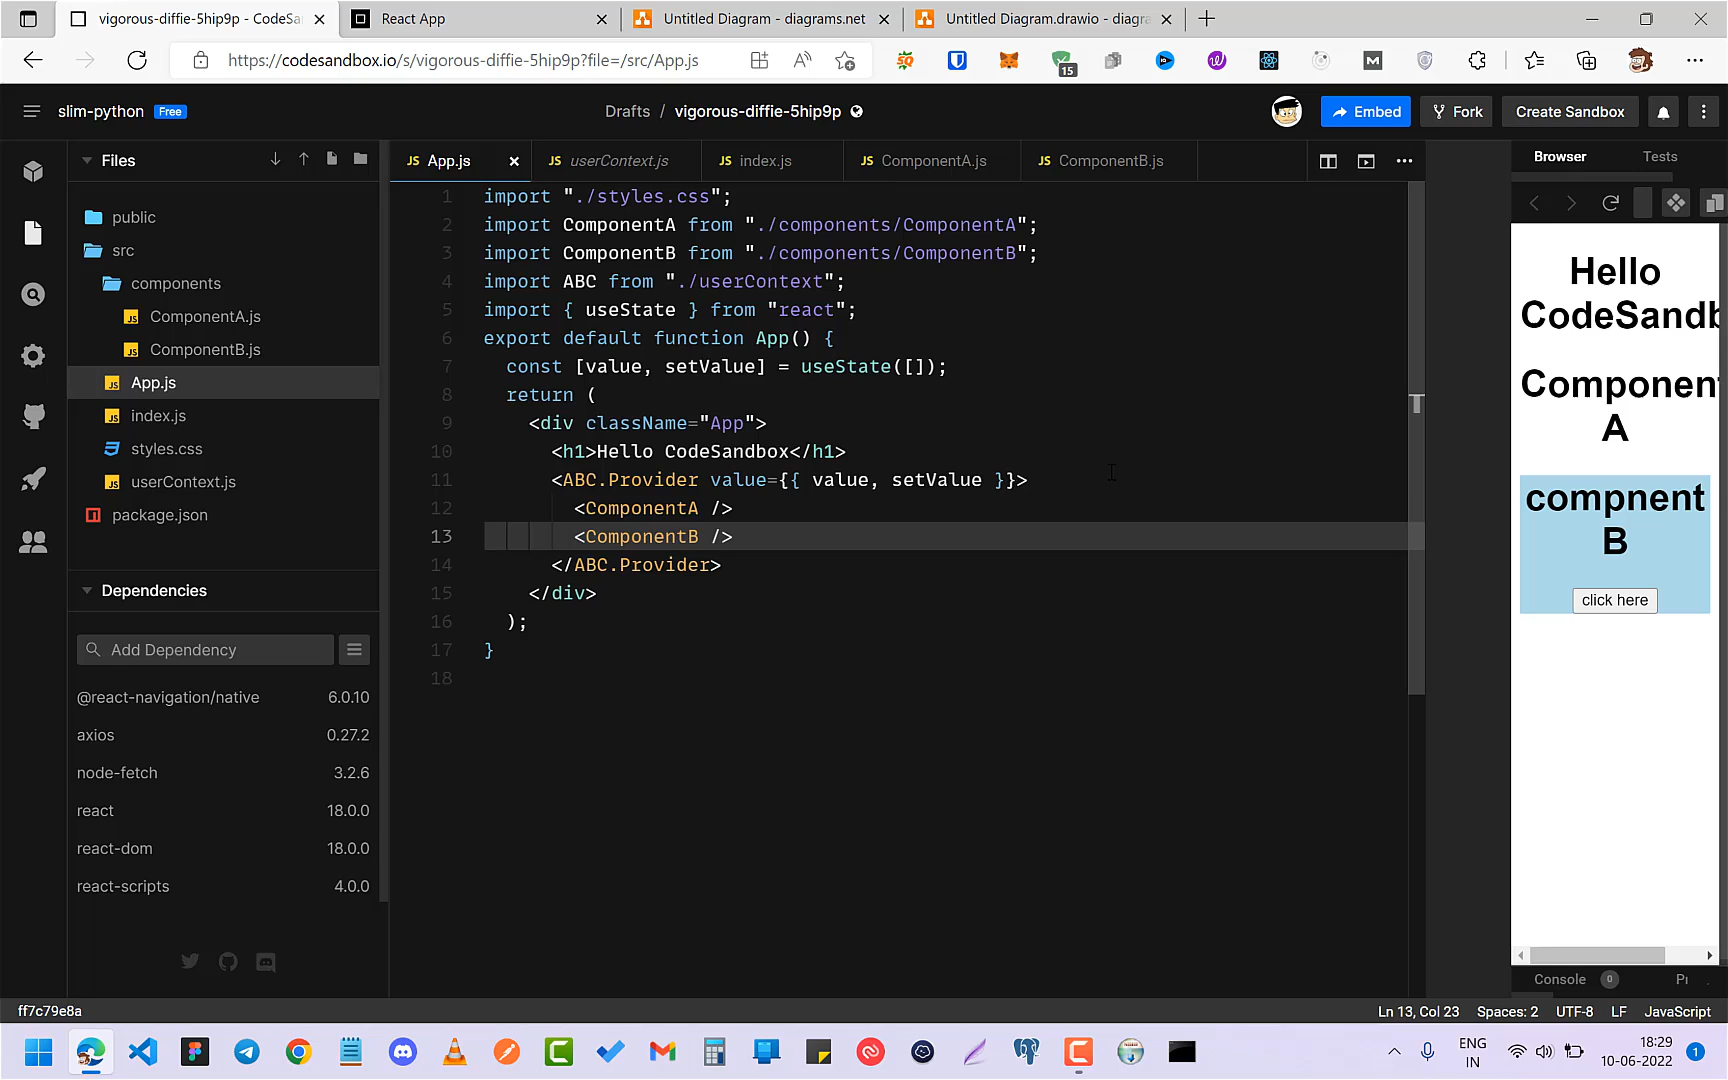 vigorous-diffie-5hip9p - CodeSa
React App
Untitled Diagram - diagrams.net
Untitled Diagram.drawio - diagra
https://codesandbox.io/s/vigorous-diffie-5hip9p?file=/src/App.js
15
M
slim-python Free
Drafts / vigorous-diffie-5hip9p
Embed
Fork
Create Sandbox
Files
JS App.js
JS userContext.js
JS index.js
JS ComponentA.js
JS ComponentB.js
Browser
Tests
public
src
components
JS ComponentA.js
JS ComponentB.js
JS App.js
JS index.js
styles.css
JS userContext.js
package.json
Dependencies
Add Dependency
@react-navigation/native 6.0.10
axios 0.27.2
node-fetch 3.2.6
react 18.0.0
react-dom 18.0.0
react-scripts 4.0.0
1 import "./styles.css";
2 import ComponentA from "./components/ComponentA";
3 import ComponentB from "./components/ComponentB";
4 import ABC from "./userContext";
5 import { useState } from "react";
6 export default function App() {
7 const [value, setValue] = useState([]);
8 return (
9 <div className="App">
10 <h1>Hello CodeSandbox</h1>
11 <ABC.Provider value={{ value, setValue }}>
12 <ComponentA />
13 <ComponentB />
14 </ABC.Provider>
15 </div>
16 );
17 }
18
Hello
CodeSandb
Componen
A
compnent
B
click here
Console 0
ff7c79e8a
Ln 13, Col 23 Spaces: 2 UTF-8 LF JavaScript
ENG
IN
18:29
10-06-2022
1